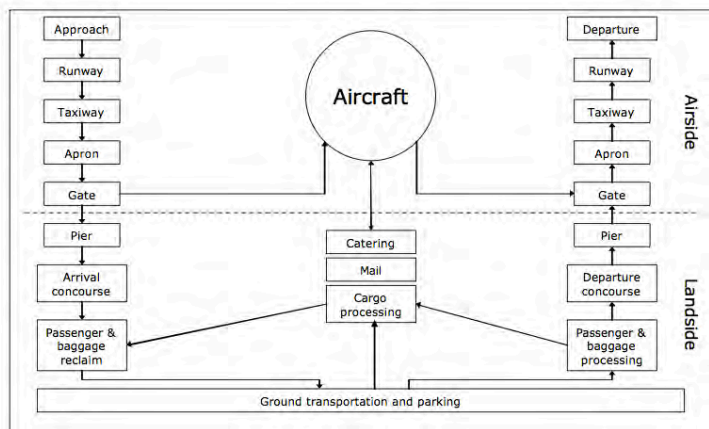 Approach
Runway
Taxiway
Apron
Gate
Pier
Arrival
concourse
Passenger &
baggage
reclaim
Aircraft
Catering
Mail
Cargo
processing
Departure
Runway
Taxiway
Apron
Gate
Pier
Departure
concourse
Passenger &
baggage
processing
Airside
Landside
Ground transportation and parking